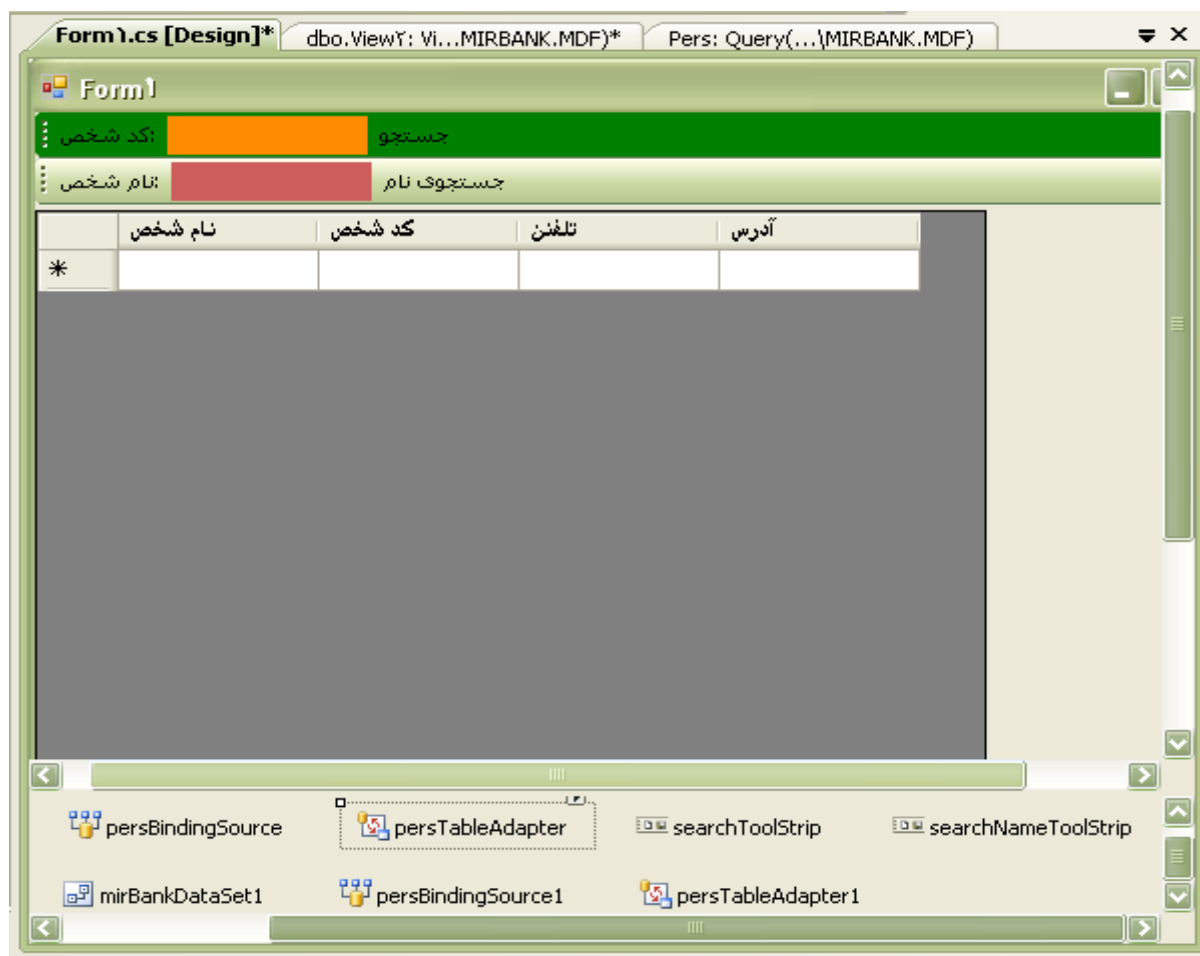 Form۱.cs [Design]* dbo.View۲: Vi...MIRBANK.MDF)* Pers: Query(...\MIRBANK.MDF)
Form۱
کد شخص: جستجو
نام شخص: جستجوی نام
نام شخص کد شخص تلفنن آدرس
persBindingSource persTableAdapter searchToolStrip searchNameToolStrip
mirBankDataSet1 persBindingSource1 persTableAdapter1